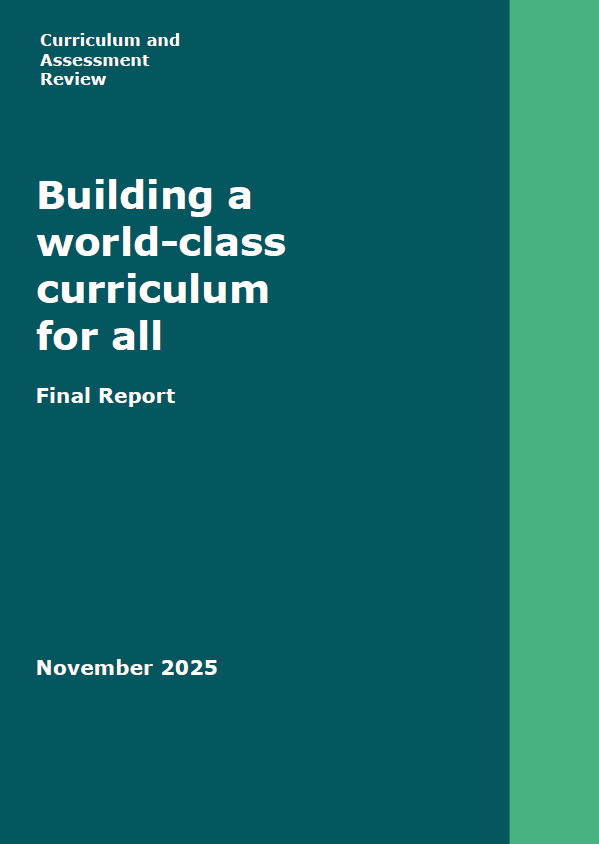 Curriculum and
Assessment
Review
Building a
world-class
curriculum
for all
Final Report
November 2025